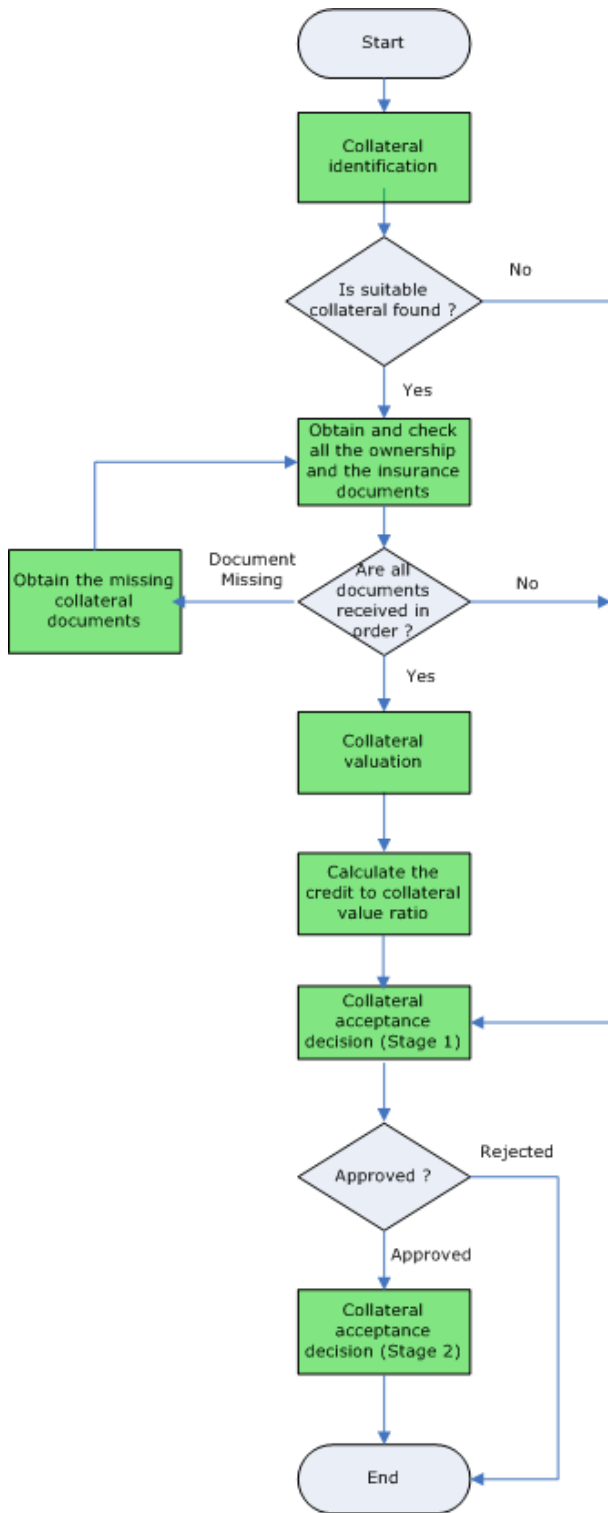 Start
Collateral
identification
Is suitable
collateral found ?
No
Yes
Obtain and check
all the ownership
and the insurance
documents
Document
Missing
Obtain the missing
collateral
documents
Are all
documents
received in
order ?
No
Yes
Collateral
valuation
Calculate the
credit to collateral
value ratio
Collateral
acceptance
decision (Stage 1)
Approved ?
Rejected
Approved
Collateral
acceptance
decision (Stage 2)
End